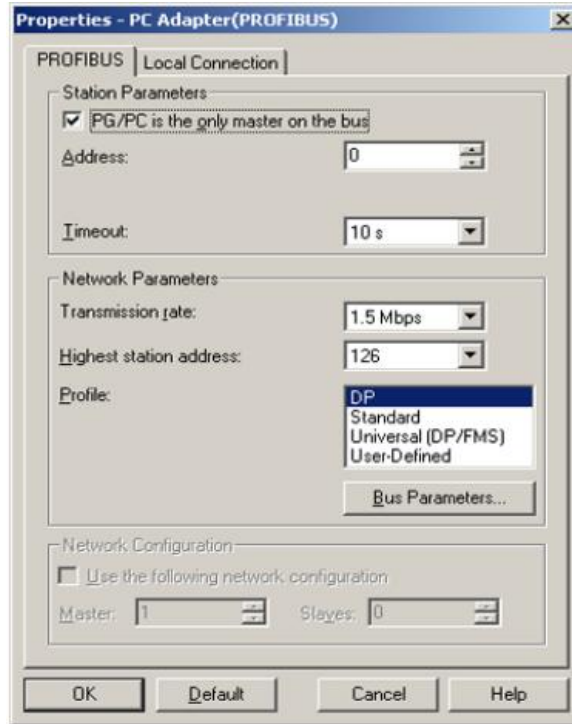 Properties - PC Adapter(PROFIBUS)
PROFIBUS Local Connection
Station Parameters
PG/PC is the only master on the bus
Address: 0
Timeout: 10 s
Network Parameters
Transmission rate: 1.5 Mbps
Highest station address: 126
Profile: DP
Standard
Universal (DP/FMS)
User-Defined
Bus Parameters...
Network Configuration
Use the following network configuration
Master: 1 Slaves: 0
OK Default Cancel Help